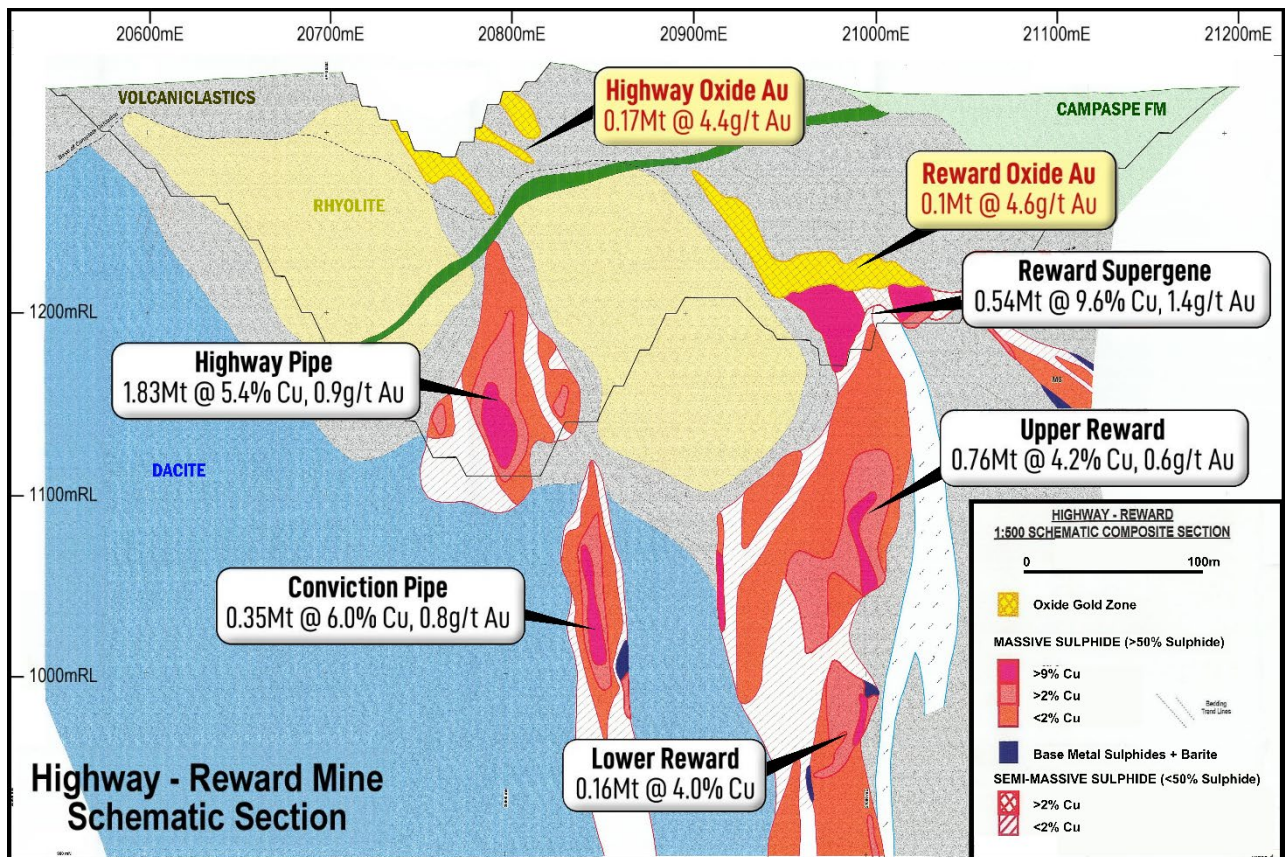 20600mE
20700mE
20800mE
20900mE
21000mE
21100mE
21200mE
VOLCANICLASTICS
Highway Oxide Au
0.17Mt @ 4.4g/t Au
CAMPASPE FM
RHYOLITE
Reward Oxide Au
0.1Mt @ 4.6g/t Au
Reward Supergene
0.54Mt @ 9.6% Cu, 1.4g/t Au
1200mRL
Highway Pipe
1.83Mt @ 5.4% Cu, 0.9g/t Au
Upper Reward
0.76Mt @ 4.2% Cu, 0.6g/t Au
DACITE
1100mRL
Conviction Pipe
0.35Mt @ 6.0% Cu, 0.8g/t Au
1000mRL
Lower Reward
0.16Mt @ 4.0% Cu
Highway - Reward Mine
Schematic Section
HIGHWAY - REWARD
1:500 SCHEMATIC COMPOSITE SECTION
0 100m
Oxide Gold Zone
MASSIVE SULPHIDE (>50% Sulphide)
>9% Cu
>2% Cu
<2% Cu
Bedding
Trend Lines
Base Metal Sulphides + Barite
SEMI-MASSIVE SULPHIDE (<50% Sulphide)
>2% Cu
<2% Cu